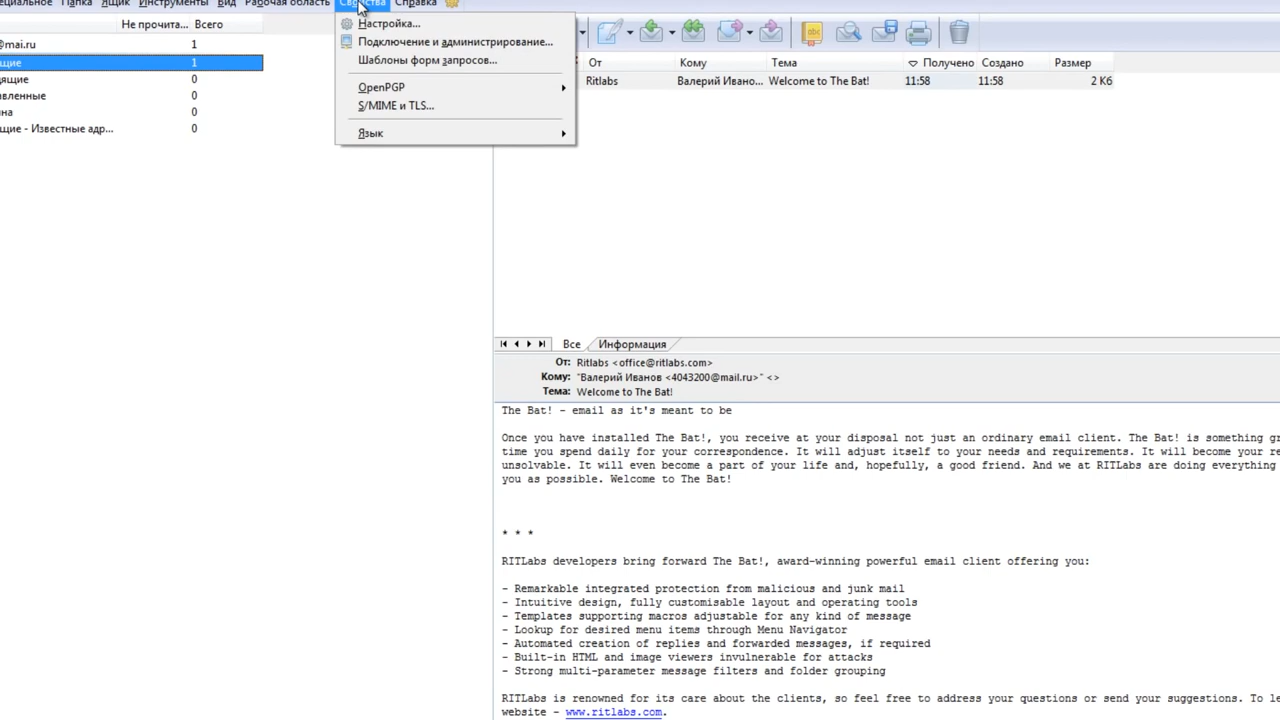 Папка Ящик Инструменты Вид Рабочая область Свойства Справка
Не прочита... Всего
@mai.ru 1
щие 1
дящие 0
авленные 0
ина 0
щие - Известные адр... 0
Настройка...
Подключение и администрирование...
Шаблоны форм запросов...
OpenPGP
S/MIME и TLS...
Язык
От Кому Тема Получено Создано Размер
Ritlabs Валерий Ивано... Welcome to The Bat! 11:58 11:58 2 Кб
Все Информация
От: Ritlabs <office@ritlabs.com>
Кому: "Валерий Иванов <4043200@mail.ru>" <>
Тема: Welcome to The Bat!
The Bat! - email as it's meant to be
Once you have installed The Bat!, you receive at your disposal not just an ordinary email client. The Bat! is something gr
time you spend daily for your correspondence. It will adjust itself to your needs and requirements. It will become your re
unsolvable. It will even become a part of your life and, hopefully, a good friend. And we at RITLabs are doing everything
you as possible. Welcome to The Bat!
* * *
RITLabs developers bring forward The Bat!, award-winning powerful email client offering you:
- Remarkable integrated protection from malicious and junk mail
- Intuitive design, fully customisable layout and operating tools
- Templates supporting macros adjustable for any kind of message
- Lookup for desired menu items through Menu Navigator
- Automated creation of replies and forwarded messages, if required
- Built-in HTML and image viewers invulnerable for attacks
- Strong multi-parameter message filters and folder grouping
RITLabs is renowned for its care about the clients, so feel free to address your questions or send your suggestions. To le
website - www.ritlabs.com.